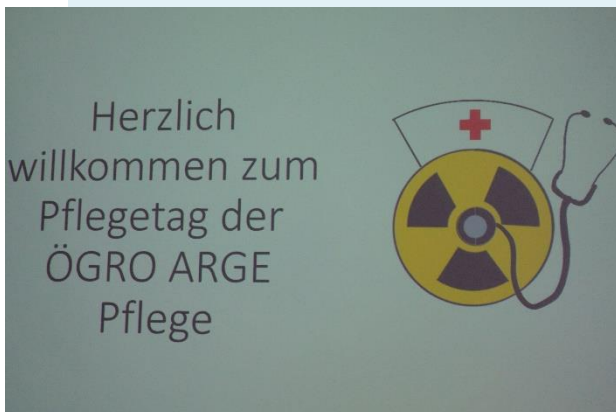 Herzlich
willkommen zum
Pflegetag der
ÖGRO ARGE
Pflege